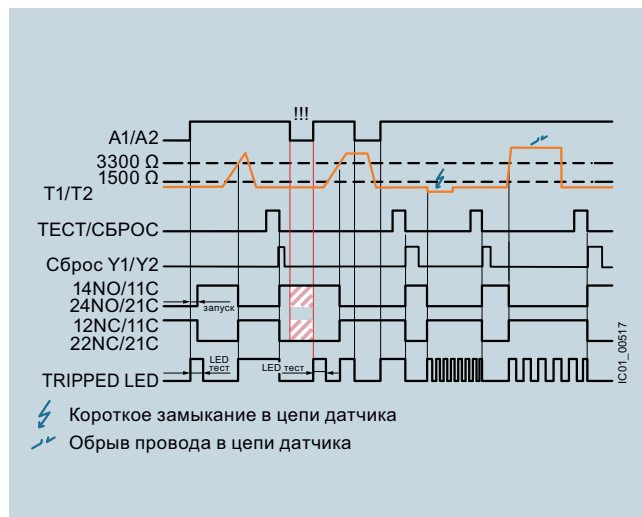 !!!
A1/A2
3300 Ω
1500 Ω
T1/T2
ТЕСТ/СБРОС
Сброс Y1/Y2
14NO/11C
24NO/21C
запуск
12NC/11C
22NC/21C
LED
тест
LED тест
TRIPPED LED
IC01_00517
Короткое замыкание в цепи датчика
Обрыв провода в цепи датчика